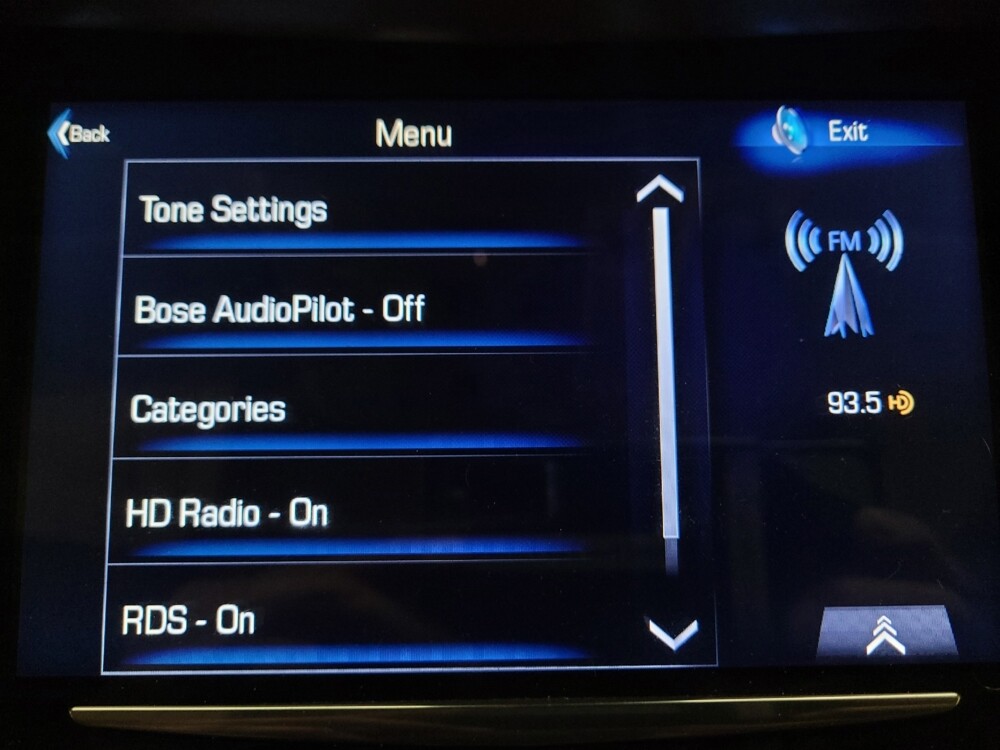 Back
Menu
Exit
Tone Settings
Bose AudioPilot - Off
Categories
HD Radio - On
RDS - On
FM
93.5 HD